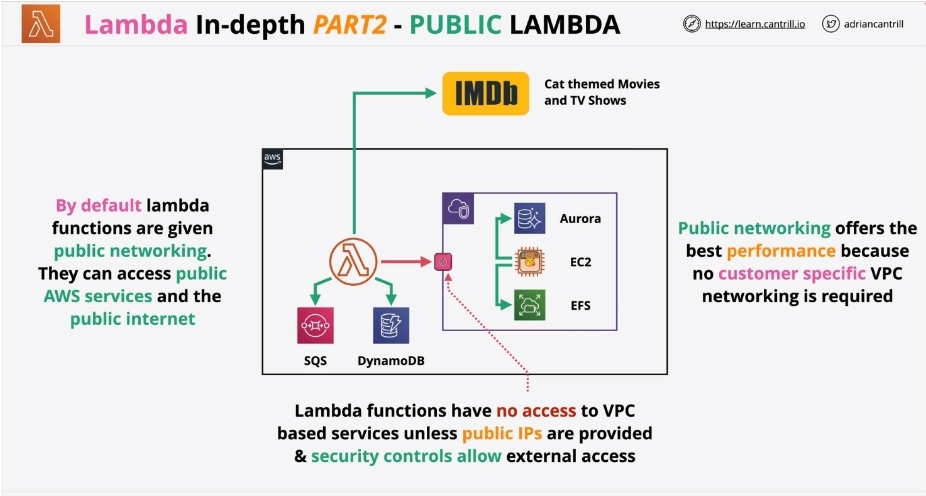 Lambda In-depth PART2 - PUBLIC LAMBDA
https://learn.cantrill.io
adriancantrill
IMDb
Cat themed Movies
and TV Shows
aws
By default lambda
functions are given
public networking.
They can access public
AWS services and the
public internet
Aurora
EC2
EFS
SQS
DynamoDB
Public networking offers the
best performance because
no customer specific VPC
networking is required
Lambda functions have no access to VPC
based services unless public IPs are provided
& security controls allow external access